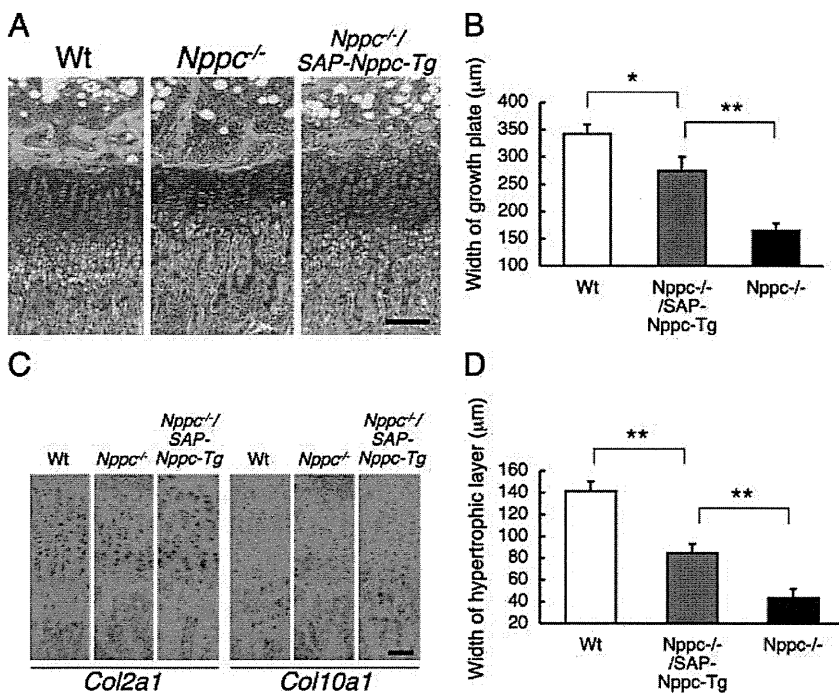 A
Wt
Nppc-/-
Nppc-/-/
SAP-Nppc-Tg
B
Width of growth plate (μm)
400
350
300
250
200
150
100
*
**
Wt
Nppc-/-
/SAP-
Nppc-Tg
Nppc-/-
C
Wt
Nppc-/-
Nppc-/-/
SAP-
Nppc-Tg
Wt
Nppc-/-
Nppc-/-/
SAP-
Nppc-Tg
Col2a1
Col10a1
D
Width of hypertrophic layer (μm)
160
140
120
100
80
60
40
20
**
**
Wt
Nppc-/-
/SAP-
Nppc-Tg
Nppc-/-